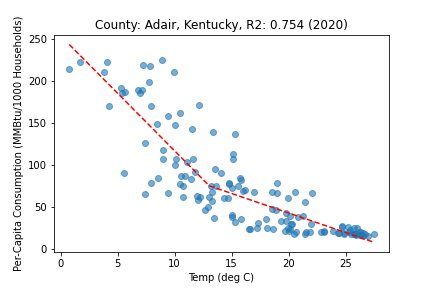 County: Adair, Kentucky, R2: 0.754 (2020)
Per-Capita Consumption (MMBtu/1000 Households)
250
200
150
100
50
0
0 5 10 15 20 25
Temp (deg C)